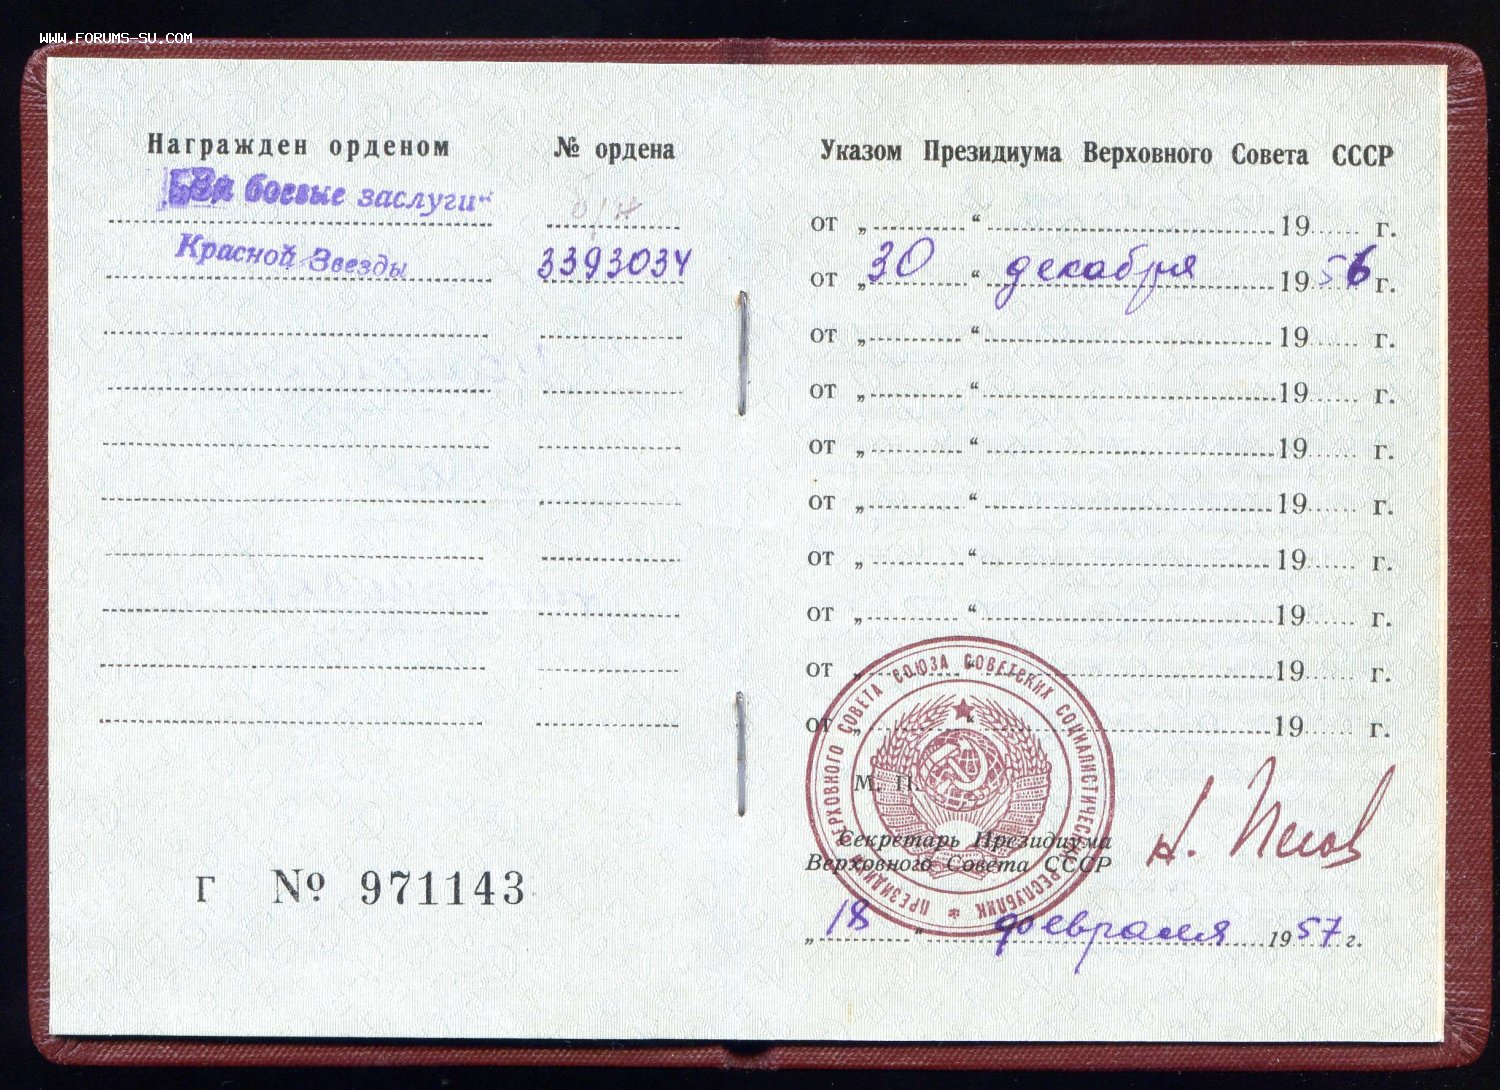 WWW.FORUMS-SU.COM
Награжден орденом № ордена
За боевые заслуги" б/н
Красной Звезды 3393034
Г № 971143
Указом Президиума Верховного Совета СССР
от „ “ 19 г.
от „ 30 “ декабря 1956 г.
от „ “ 19 г.
от „ “ 19 г.
от „ “ 19 г.
от „ “ 19 г.
от „ “ 19 г.
от „ “ 19 г.
от „ “ 19 г.
от „ “ 19 г.
ПРЕЗИДИУМ ВЕРХОВНОГО СОВЕТА СОЮЗА СОВЕТСКИХ СОЦИАЛИСТИЧЕСКИХ РЕСПУБЛИК
М. П.
Секретарь Президиума
Верховного Совета СССР
„ 18 “ февраля 1957 г.